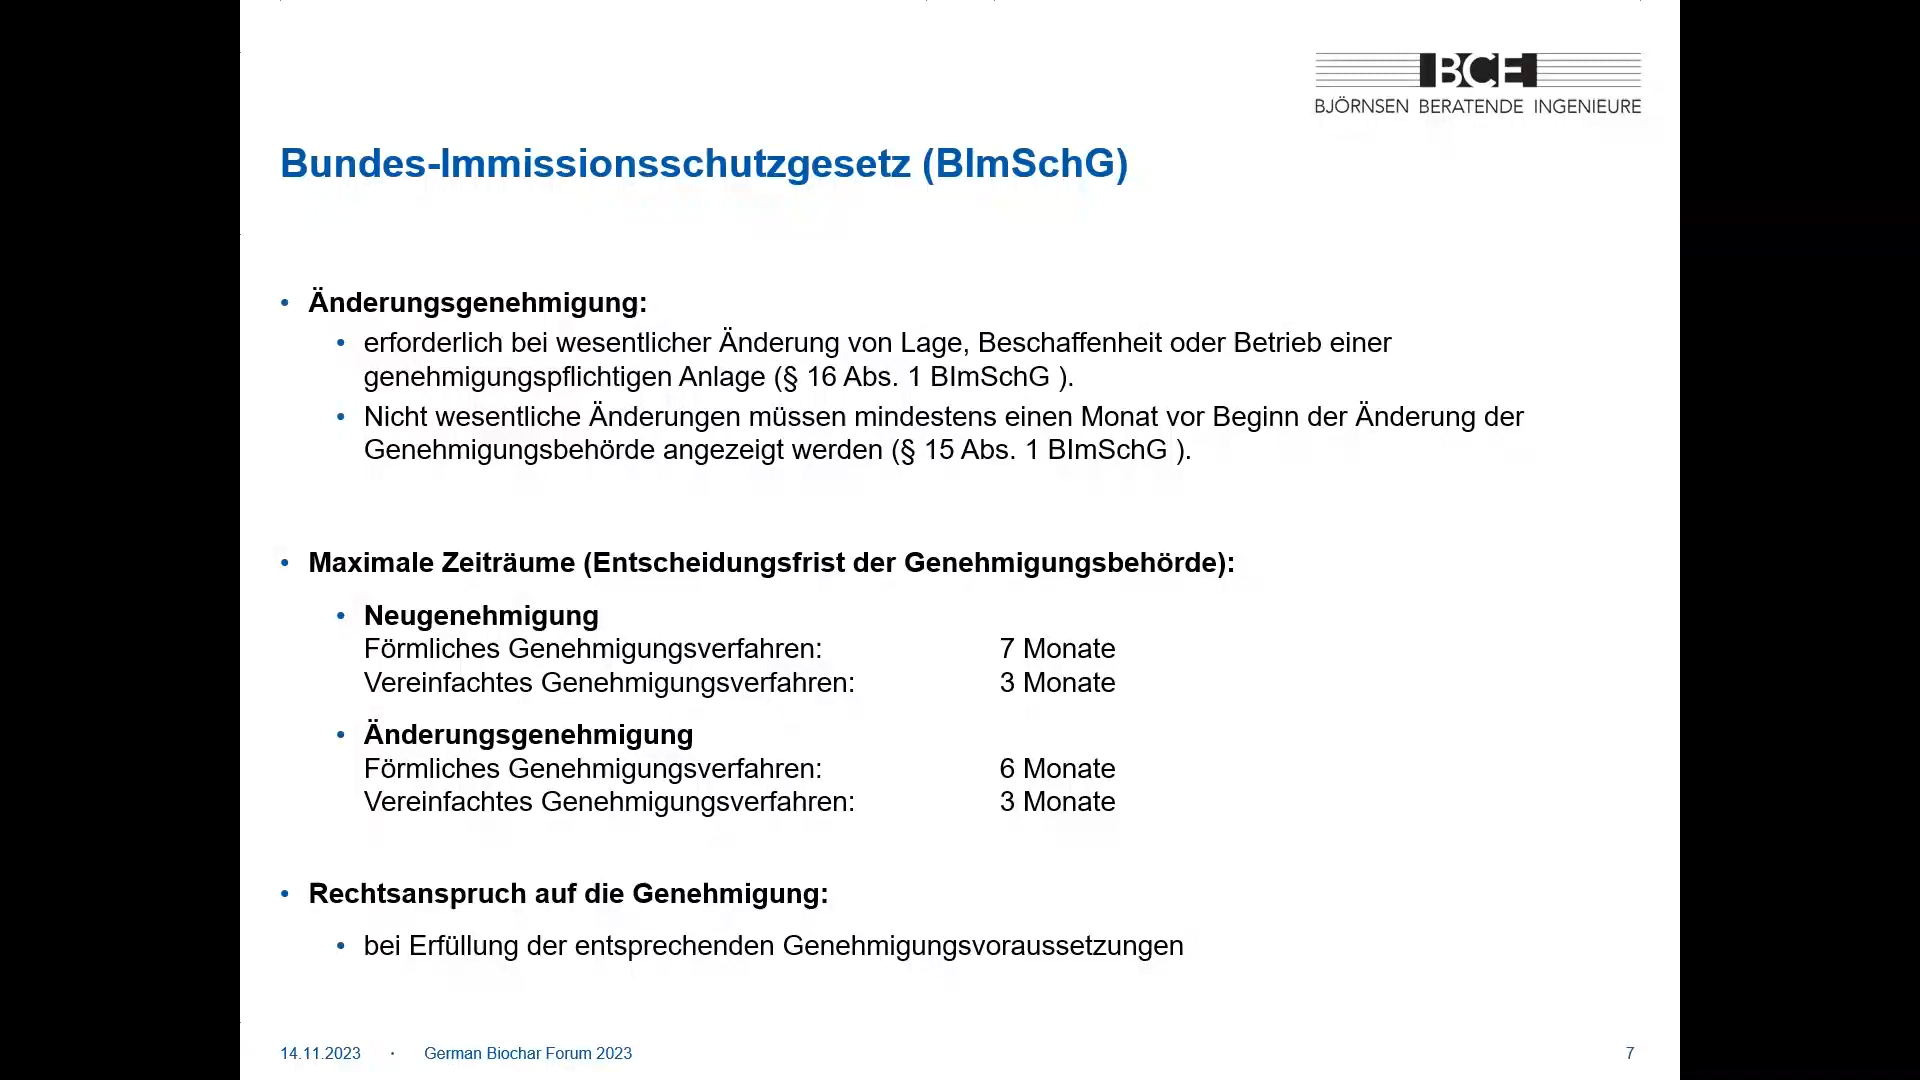 BCE
BJÖRNSEN BERATENDE INGENIEURE
Bundes-Immissionsschutzgesetz (BImSchG)
• Änderungsgenehmigung:
• erforderlich bei wesentlicher Änderung von Lage, Beschaffenheit oder Betrieb einer
genehmigungspflichtigen Anlage (§ 16 Abs. 1 BImSchG ).
• Nicht wesentliche Änderungen müssen mindestens einen Monat vor Beginn der Änderung der
Genehmigungsbehörde angezeigt werden (§ 15 Abs. 1 BImSchG ).
• Maximale Zeiträume (Entscheidungsfrist der Genehmigungsbehörde):
• Neugenehmigung
Förmliches Genehmigungsverfahren: 7 Monate
Vereinfachtes Genehmigungsverfahren: 3 Monate
• Änderungsgenehmigung
Förmliches Genehmigungsverfahren: 6 Monate
Vereinfachtes Genehmigungsverfahren: 3 Monate
• Rechtsanspruch auf die Genehmigung:
• bei Erfüllung der entsprechenden Genehmigungsvoraussetzungen
14.11.2023 · German Biochar Forum 2023 7